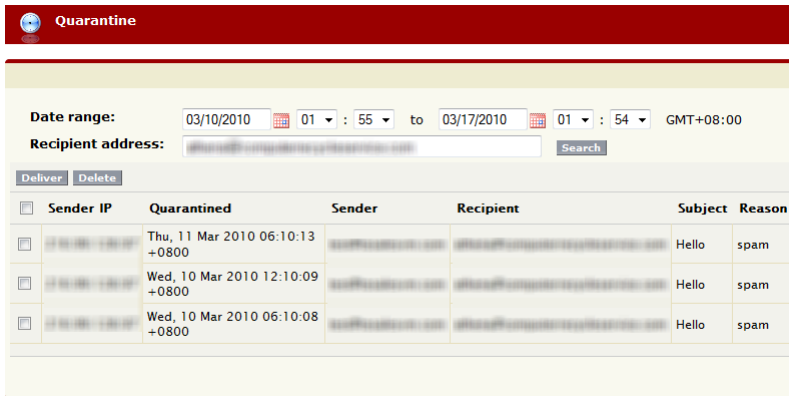 Quarantine
Date range: 03/10/2010 01 : 55 to 03/17/2010 01 : 54 GMT+08:00
Recipient address: Search
Deliver Delete
Sender IP Quarantined Sender Recipient Subject Reason
Thu, 11 Mar 2010 06:10:13 Hello spam
+0800
Wed, 10 Mar 2010 12:10:09 Hello spam
+0800
Wed, 10 Mar 2010 06:10:08 Hello spam
+0800